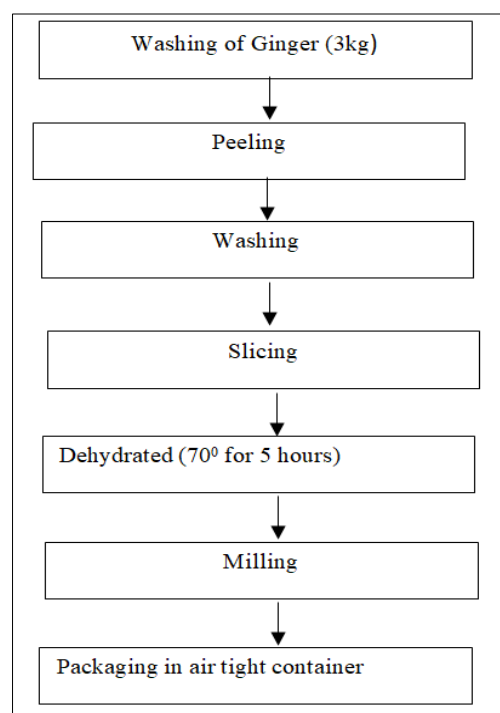 Washing of Ginger (3kg)
Peeling
Washing
Slicing
Dehydrated (70⁰ for 5 hours)
Milling
Packaging in air tight container